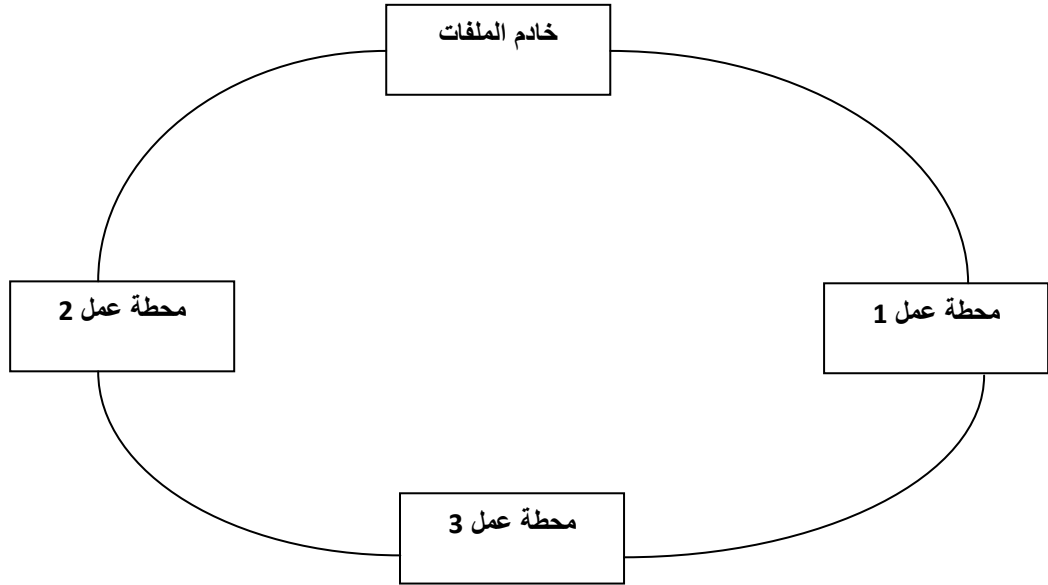 خادم الملفات
محطة عمل 1
محطة عمل 2
محطة عمل 3